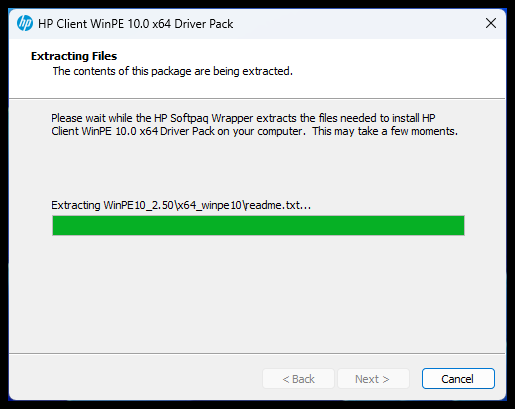 hp HP Client WinPE 10.0 x64 Driver Pack
Extracting Files
The contents of this package are being extracted.
Please wait while the HP Softpaq Wrapper extracts the files needed to install HP
Client WinPE 10.0 x64 Driver Pack on your computer.  This may take a few moments.
Extracting WinPE10_2.50\x64_winpe10\readme.txt...
< Back Next > Cancel